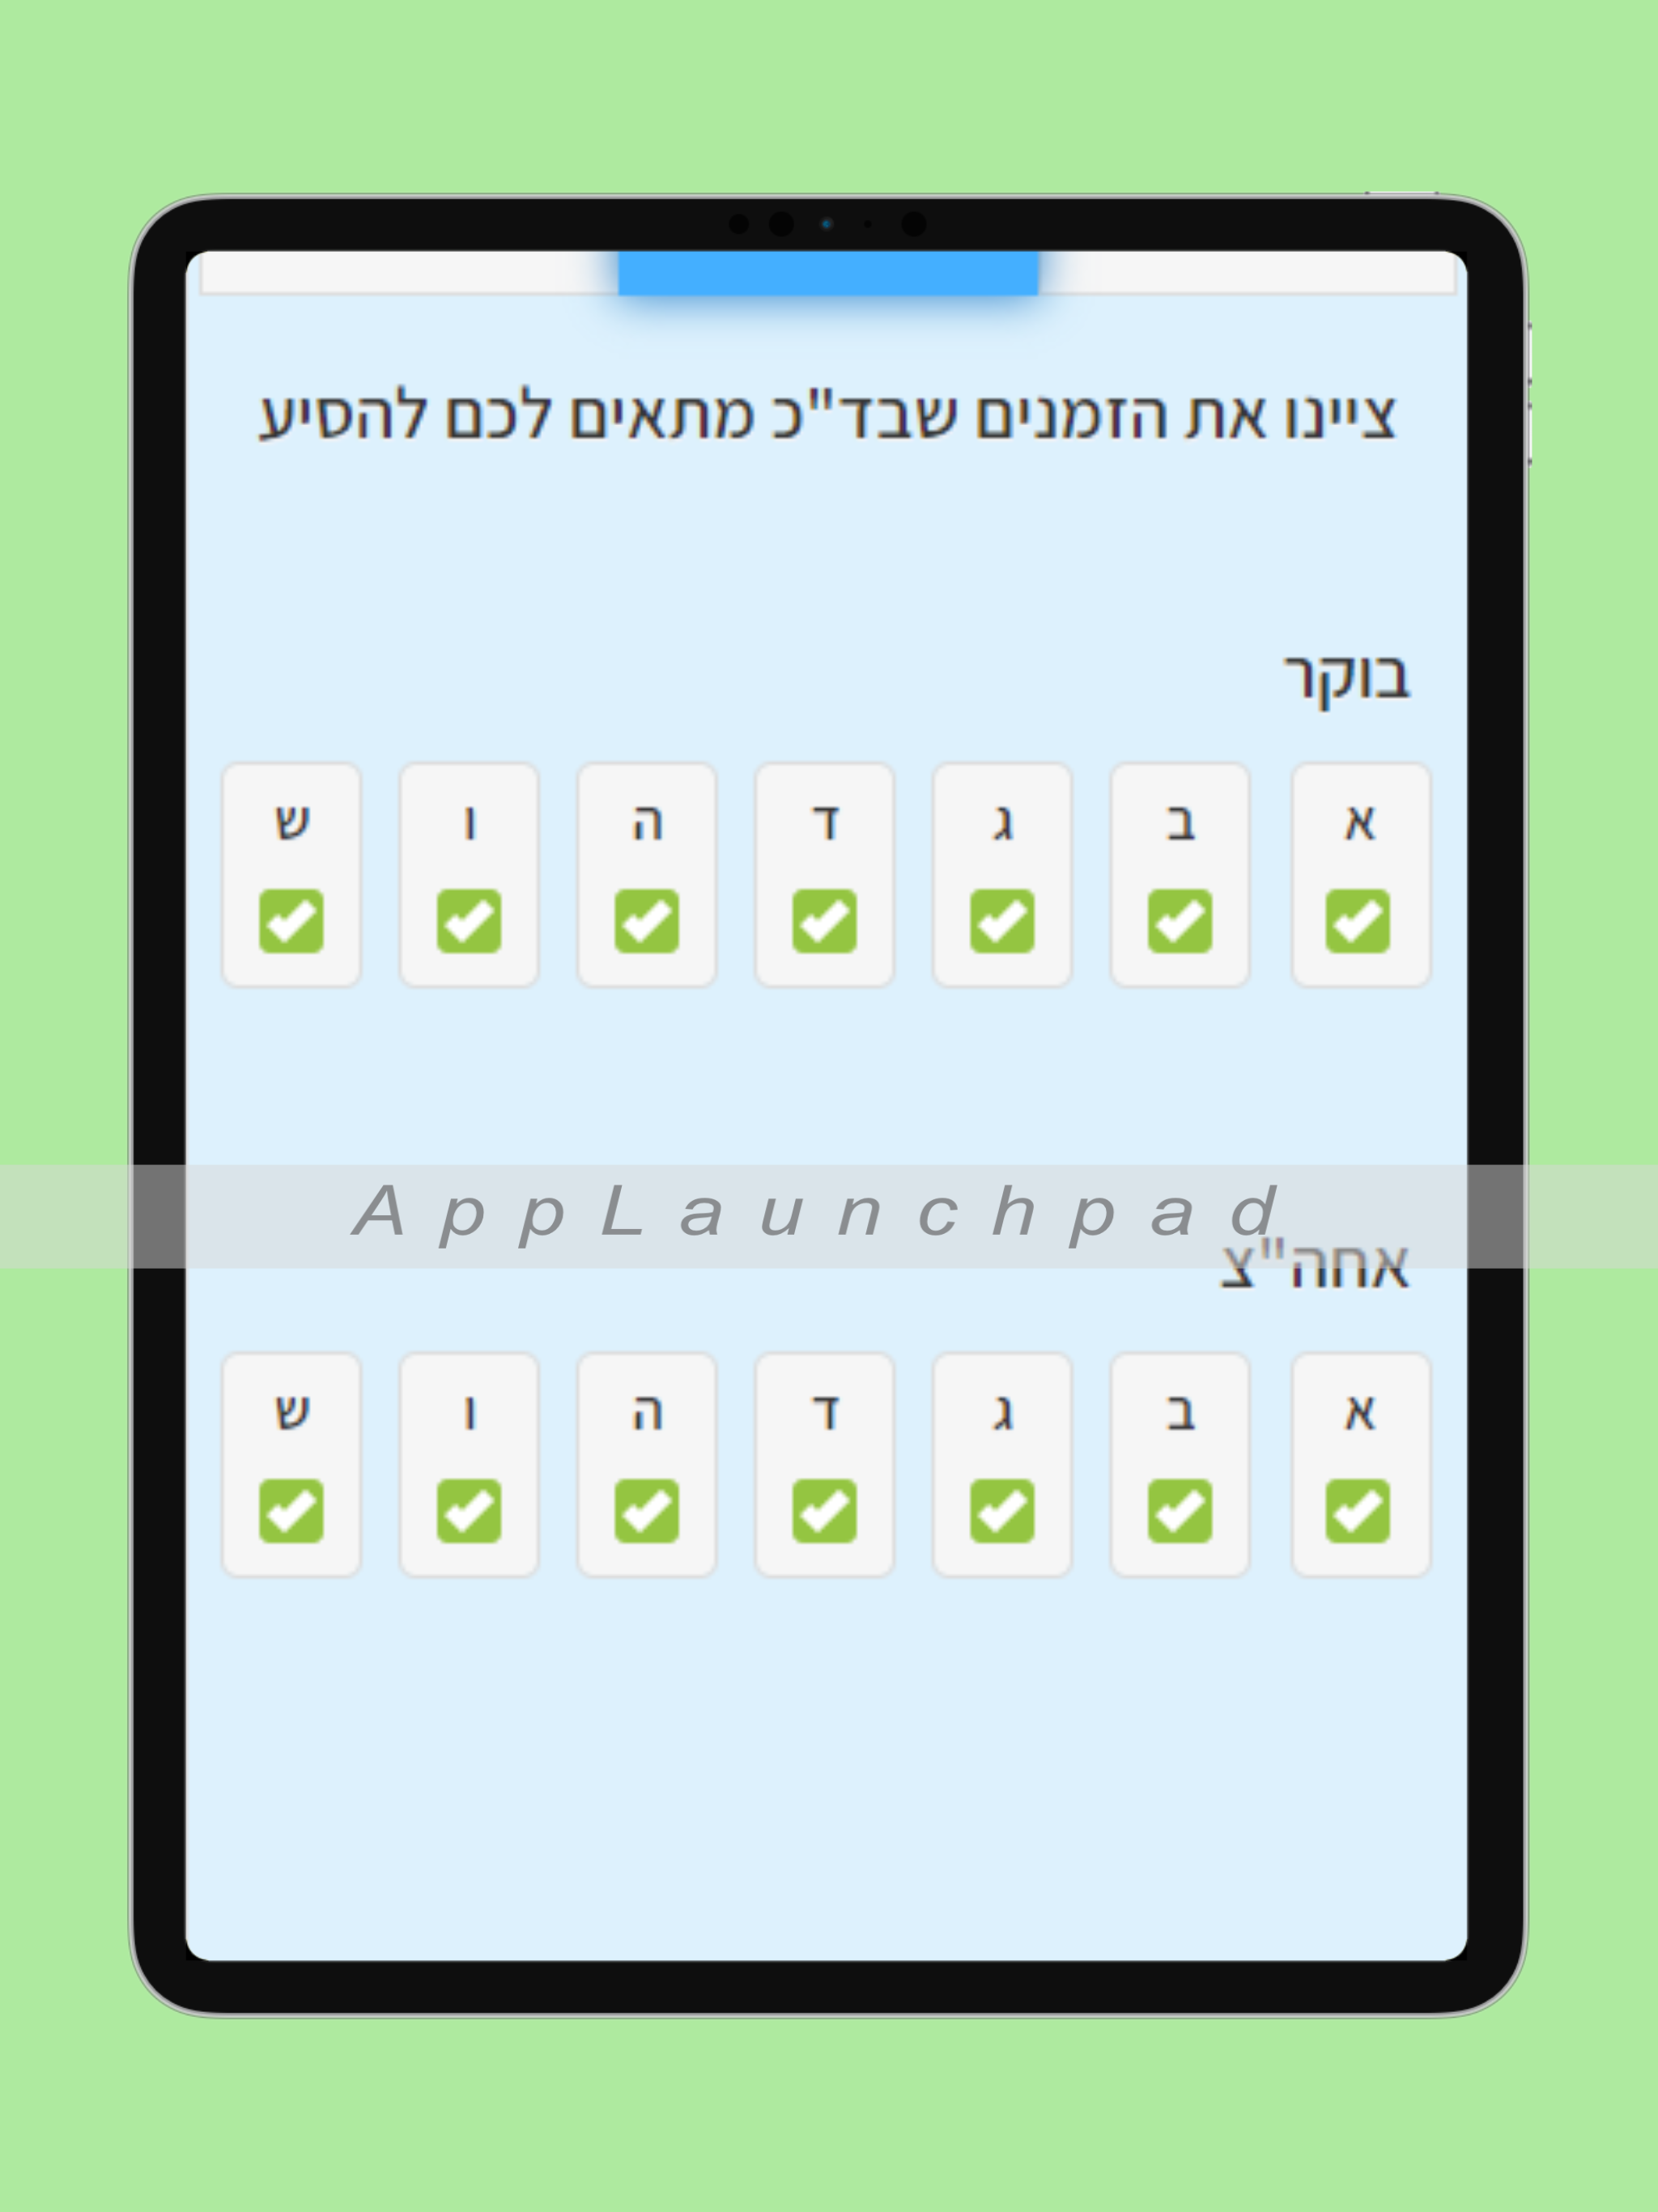 ציינו את הזמנים שבד"כ מתאים לכם להסיע
בוקר
א ב ג ד ה ו ש
AppLaunchpad
אחה"צ
א ב ג ד ה ו ש